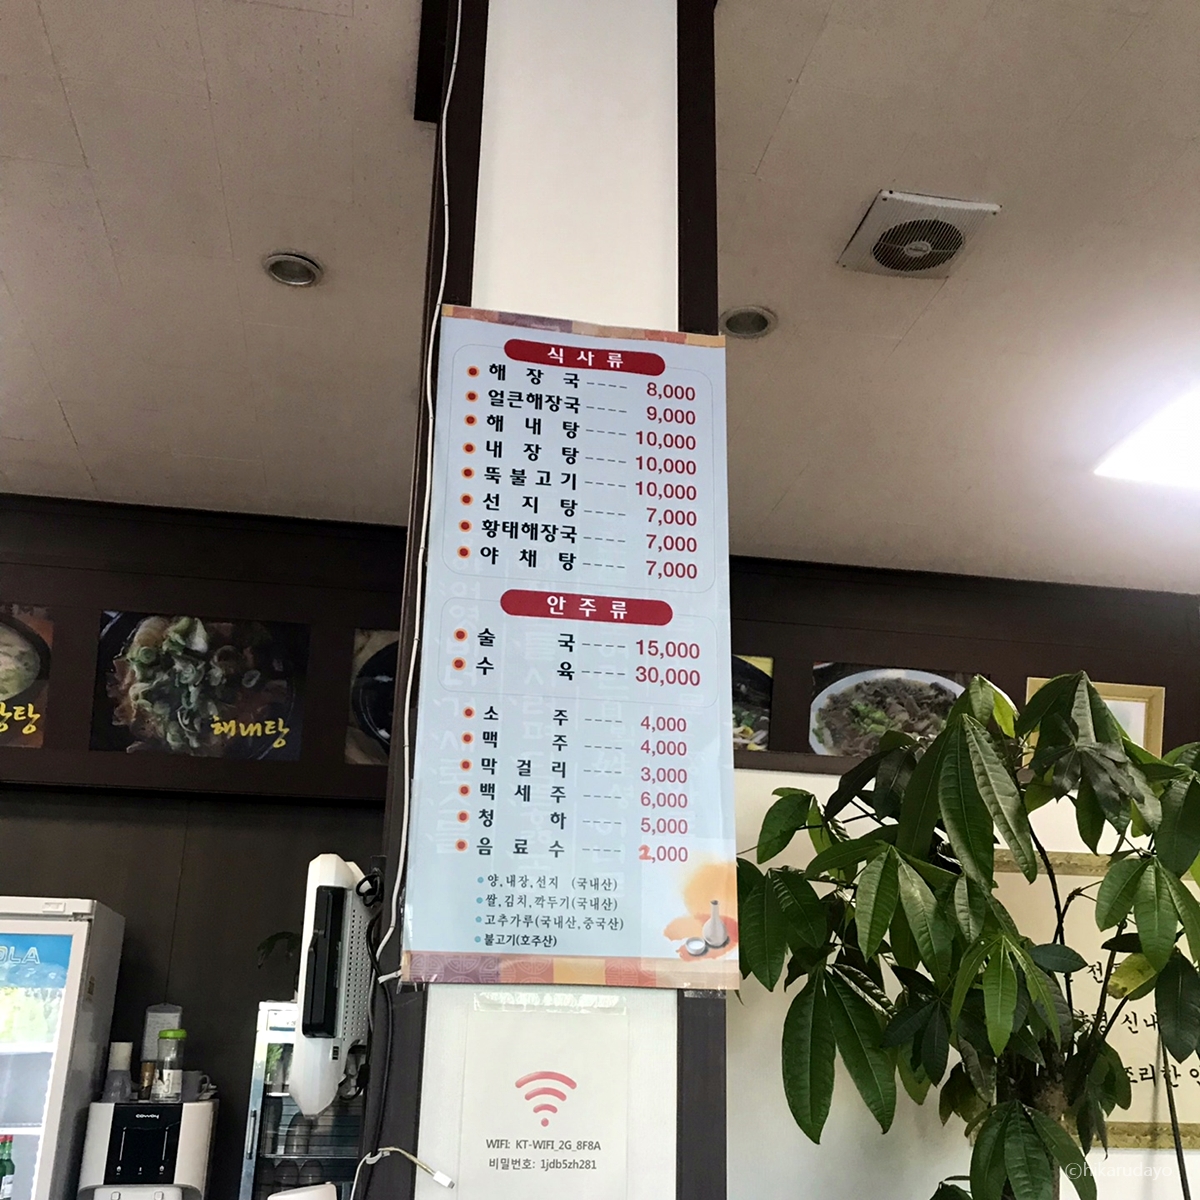 식사류
해장국 ---- 8,000
얼큰해장국 ---- 9,000
해내탕 ---- 10,000
내장탕 ---- 10,000
뚝불고기 ---- 10,000
선지탕 ---- 7,000
황태해장국 ---- 7,000
야채탕 ---- 7,000
안주류
술국 ---- 15,000
수육 ---- 30,000
소주 ---- 4,000
맥주 ---- 4,000
막걸리 ---- 3,000
백세주 ---- 6,000
청하 ---- 5,000
음료수 ---- 2,000
양,내장,선지 (국내산)
쌀,김치,깍두기(국내산)
고추가루(국내산,중국산)
불고기(호주산)
해내탕
WIFI: KT-WIFI_2G_8F8A
비밀번호: 1jdb5zh281
coway
©hikaru.dayo